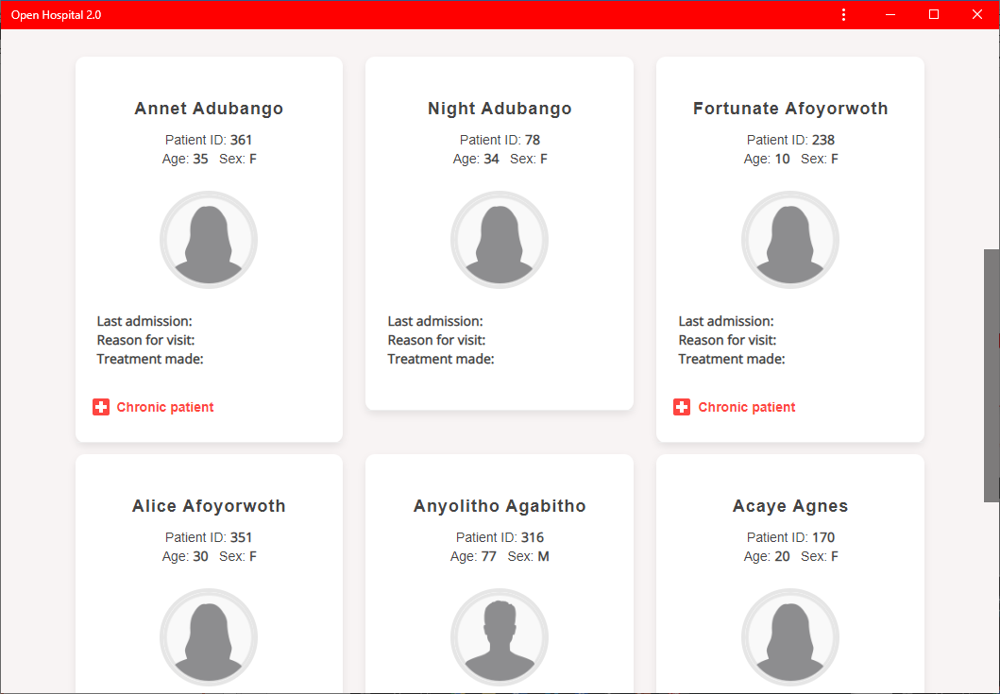 Open Hospital 2.0
Annet Adubango
Patient ID: 361
Age: 35 Sex: F
Last admission:
Reason for visit:
Treatment made:
Chronic patient
Night Adubango
Patient ID: 78
Age: 34 Sex: F
Last admission:
Reason for visit:
Treatment made:
Fortunate Afoyorwoth
Patient ID: 238
Age: 10 Sex: F
Last admission:
Reason for visit:
Treatment made:
Chronic patient
Alice Afoyorwoth
Patient ID: 351
Age: 30 Sex: F
Anyolitho Agabitho
Patient ID: 316
Age: 77 Sex: M
Acaye Agnes
Patient ID: 170
Age: 20 Sex: F